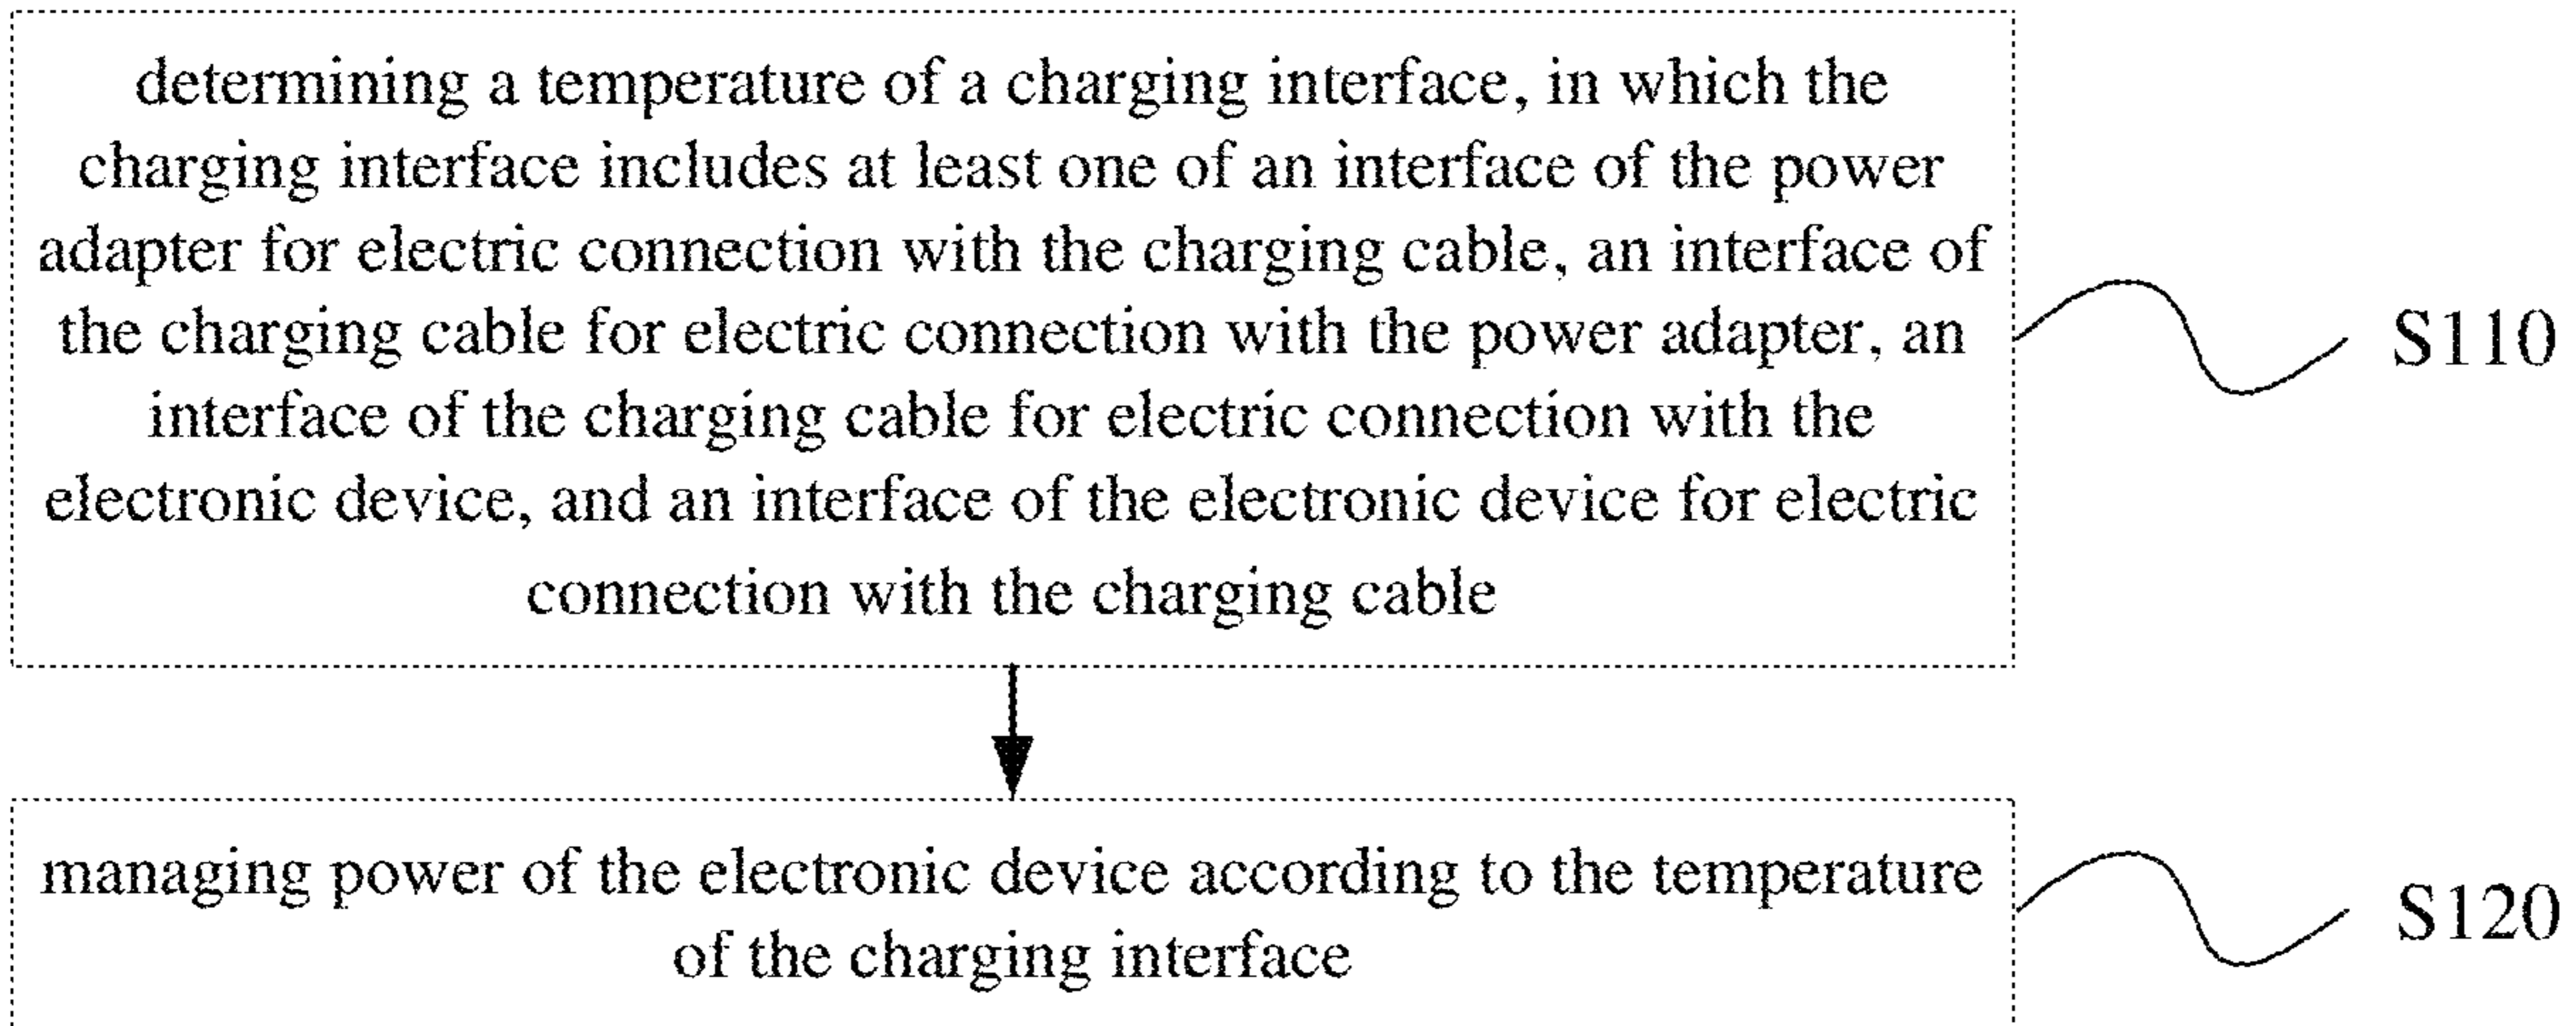 determining a temperature of a charging interface, in which the
charging interface includes at least one of an interface of the power
adapter for electric connection with the charging cable, an interface of
the charging cable for electric connection with the power adapter, an
interface of the charging cable for electric connection with the
electronic device, and an interface of the electronic device for electric
connection with the charging cable
S110
managing power of the electronic device according to the temperature
of the charging interface
S120